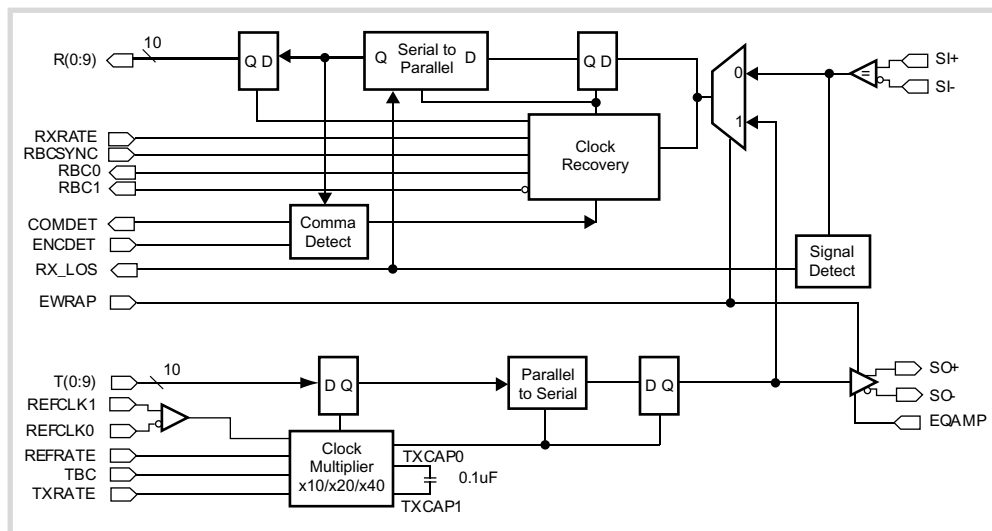 R(0:9)
10
Q D
Q
Serial to
Parallel
D
Q D
0
1
=
SI+
SI-
RXRATE
RBCSYNC
RBC0
RBC1
Clock
Recovery
COMDET
ENCDET
Comma
Detect
RX_LOS
Signal
Detect
EWRAP
T(0:9)
10
D Q
Parallel
to Serial
D Q
SO+
SO-
EQAMP
REFCLK1
REFCLK0
REFRATE
TBC
TXRATE
Clock
Multiplier
x10/x20/x40
TXCAP0
0.1uF
TXCAP1